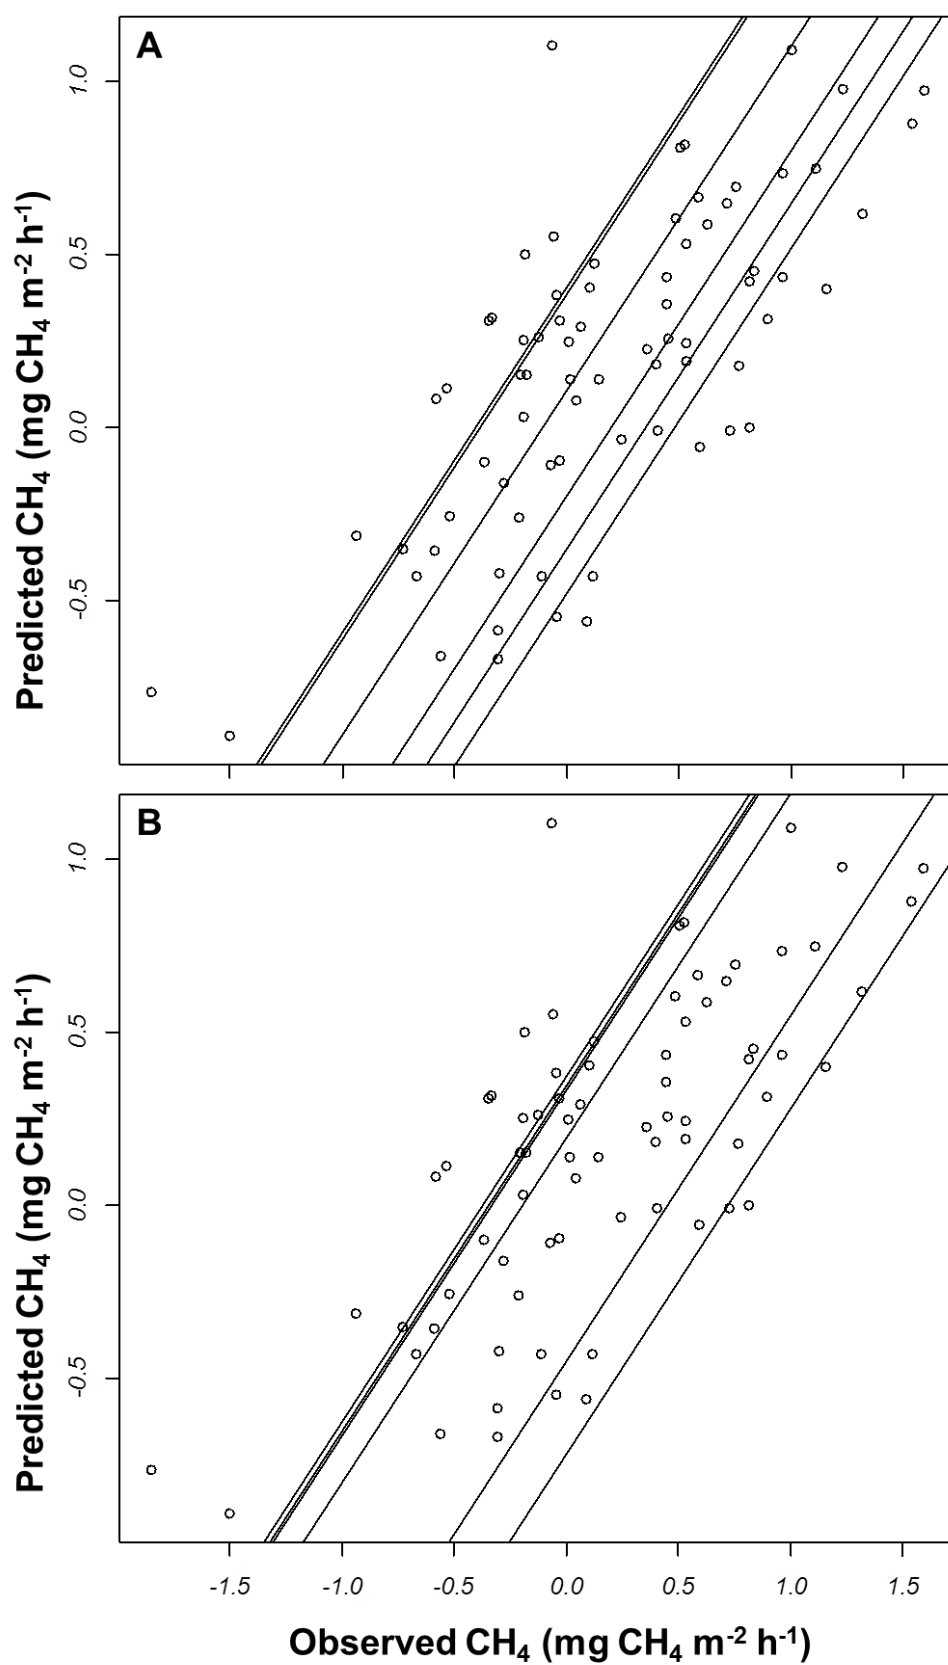 A
1.0
0.5
0.0
-0.5
Predicted CH₄ (mg CH₄ m⁻² h⁻¹)
B
1.0
0.5
0.0
-0.5
Predicted CH₄ (mg CH₄ m⁻² h⁻¹)
-1.5 -1.0 -0.5 0.0 0.5 1.0 1.5
Observed CH₄ (mg CH₄ m⁻² h⁻¹)